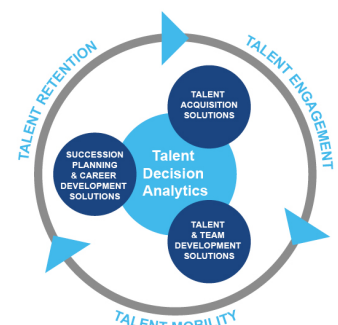 TALENT RETENTION
TALENT ENGAGEMENT
TALENT
ACQUISITION
SOLUTIONS
SUCCESSION
PLANNING
& CAREER
DEVELOPMENT
SOLUTIONS
Talent
Decision
Analytics
TALENT
& TEAM
DEVELOPMENT
SOLUTIONS
TALENT MOBILITY